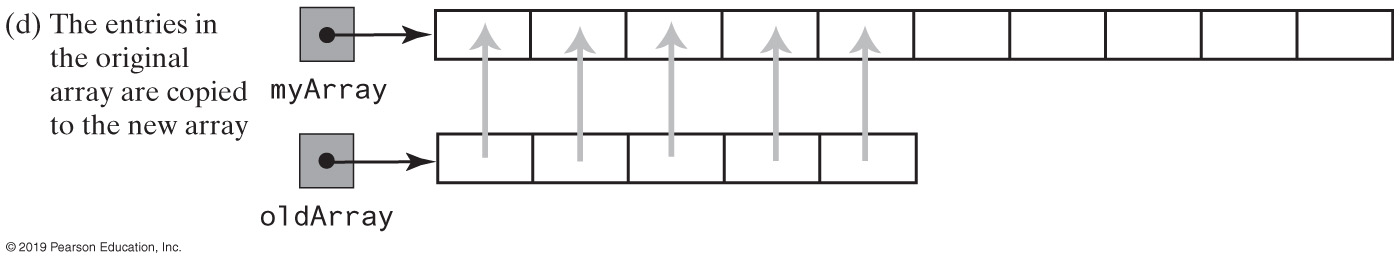 (d) The entries in
the original
array are copied
to the new array
myArray
oldArray
© 2019 Pearson Education, Inc.